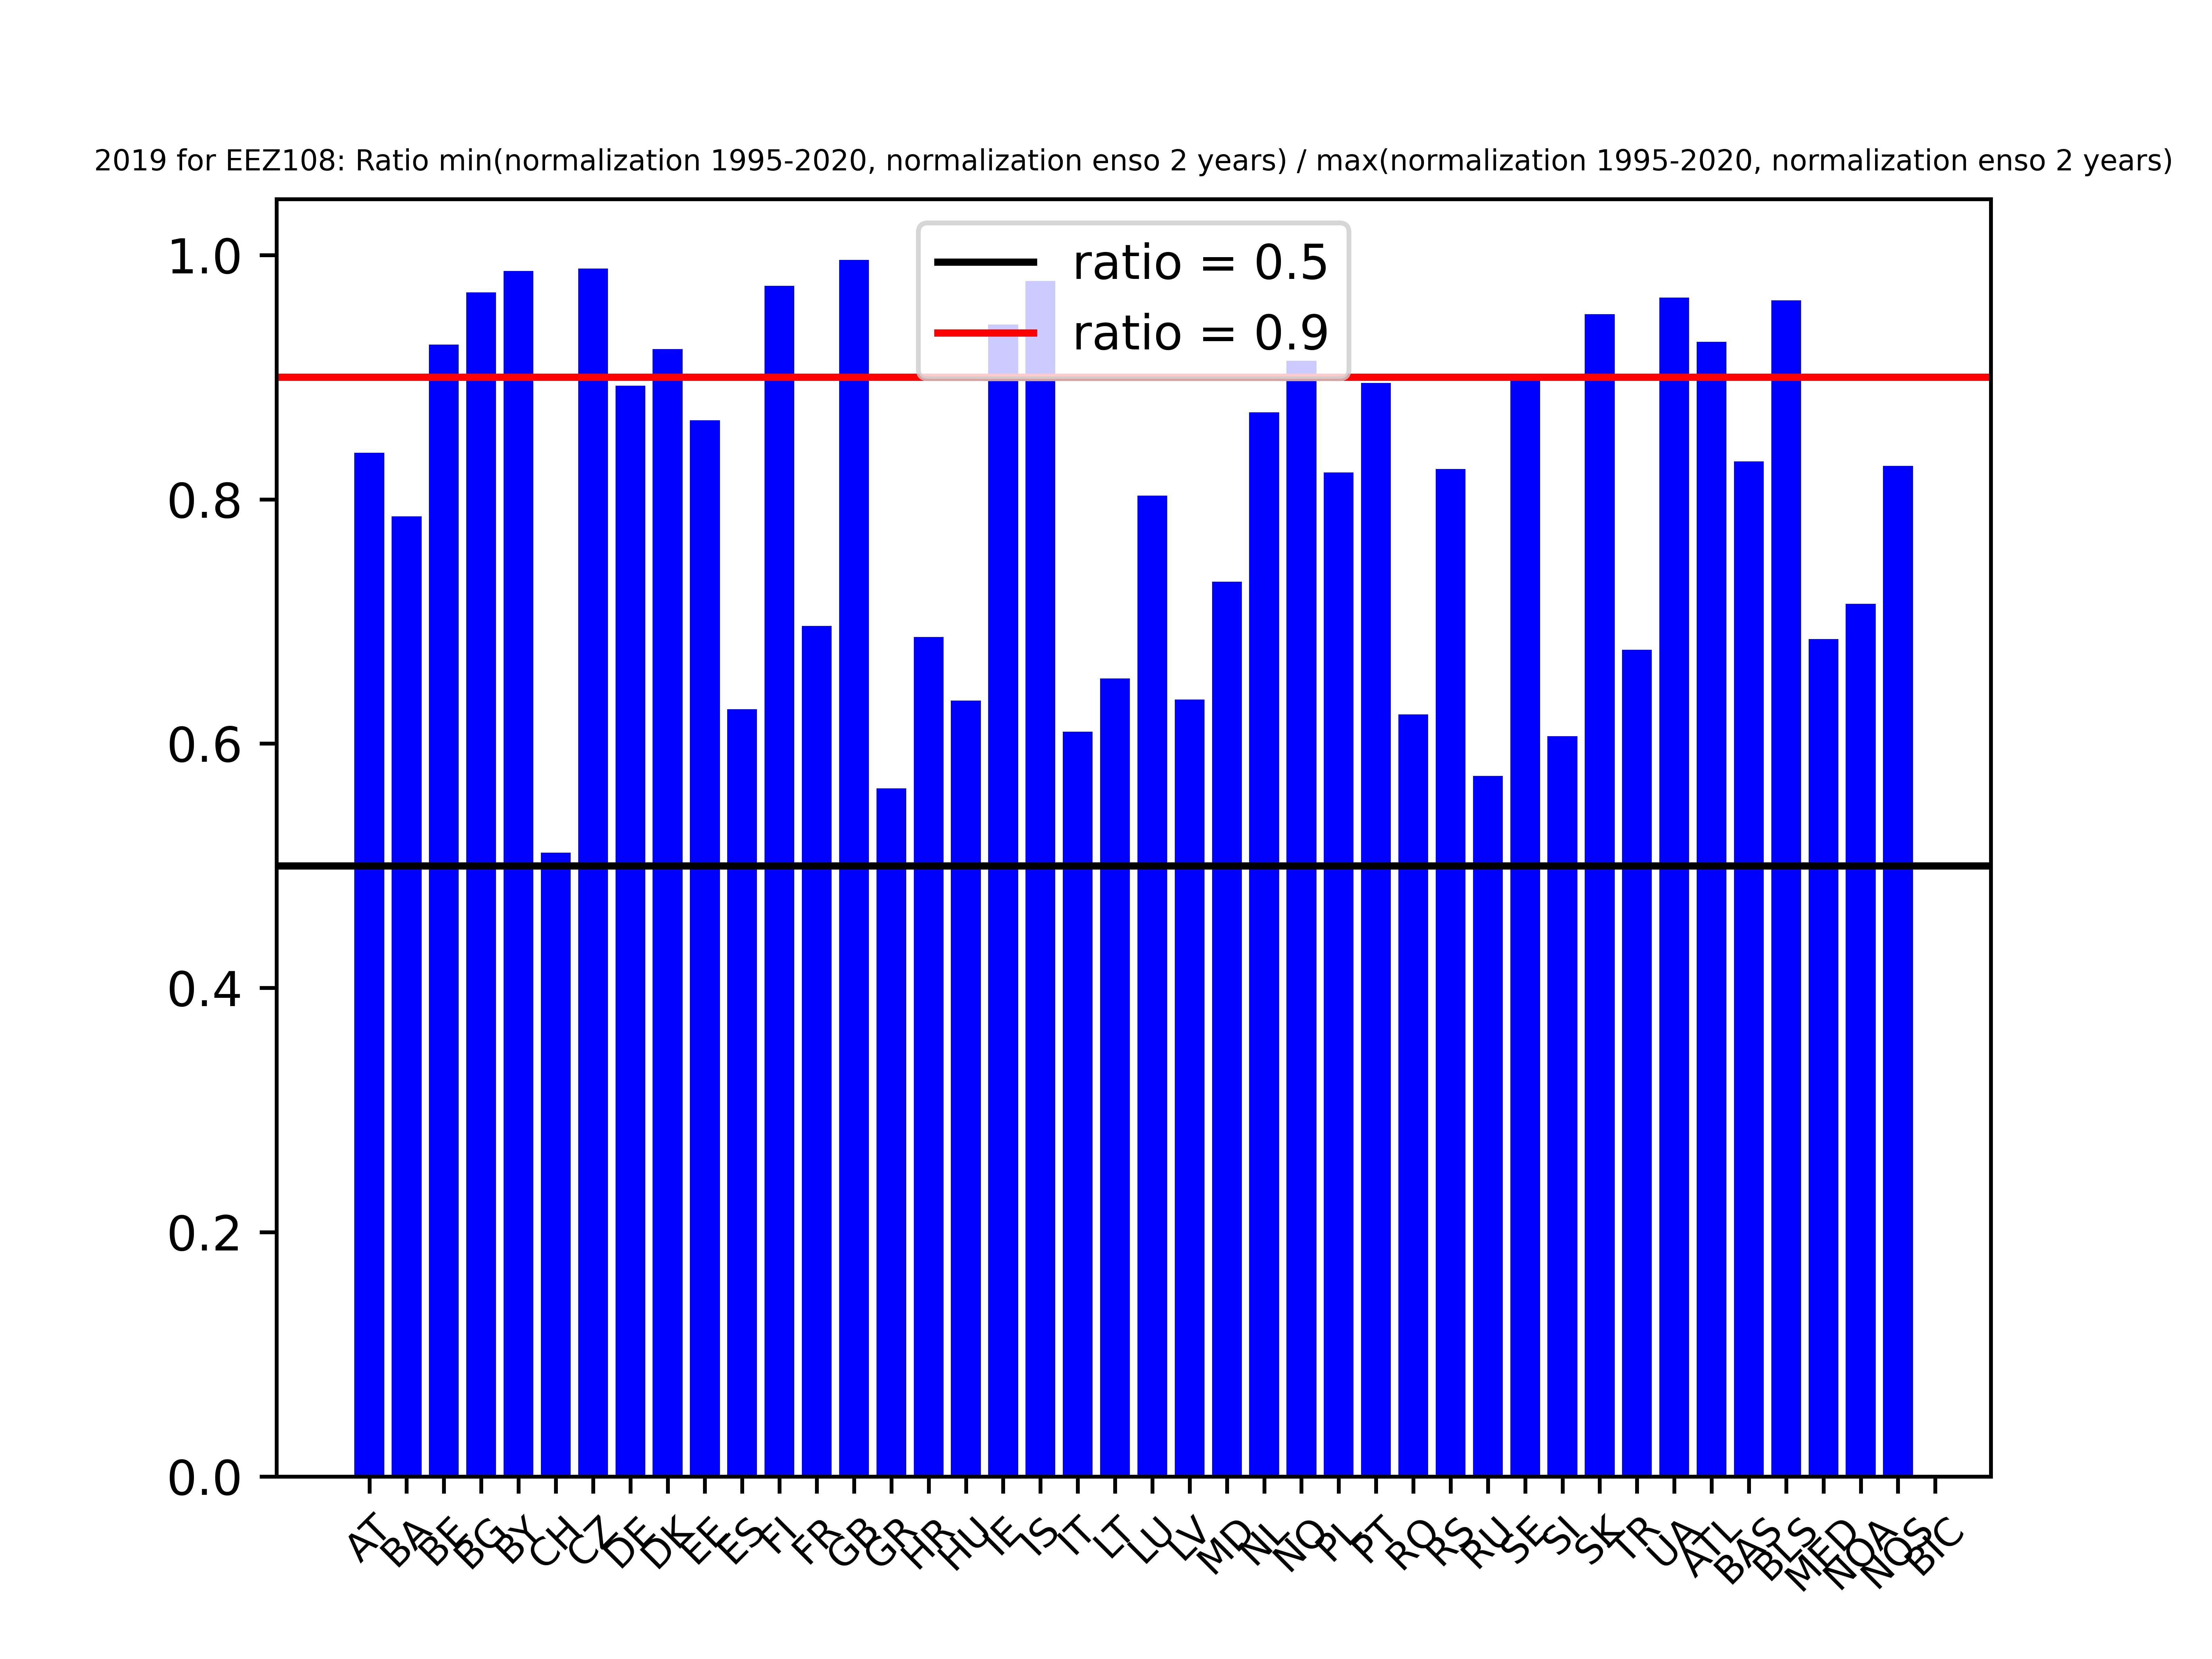 2019 for EEZ108: Ratio min(normalization 1995-2020, normalization enso 2 years) / max(normalization 1995-2020, normalization enso 2 years)
ratio = 0.5
ratio = 0.9
1.0
0.8
0.6
0.4
0.2
0.0
AT BA BE BG BY CH CZ DE DK EE ES FI FR GB GR HR HU IE IS IT LT LU LV MD NL NO PL PT RO RS RU SE SI SK TR UA ATL BAS BLS MED NOA NOS BIC